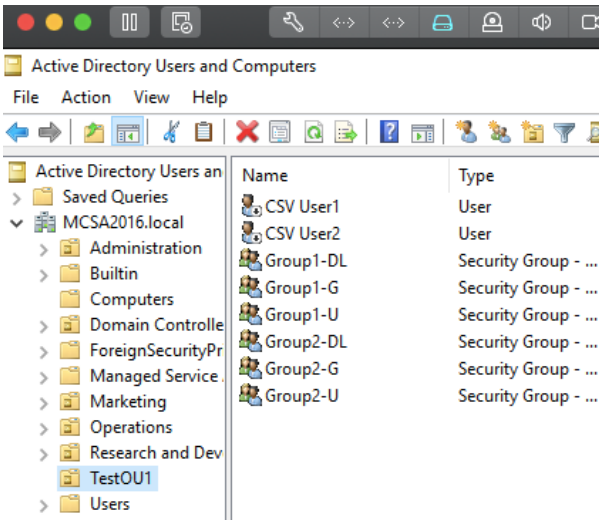 Active Directory Users and Computers
File Action View Help
Active Directory Users an
Saved Queries
MCSA2016.local
Administration
Builtin
Computers
Domain Controlle
ForeignSecurityPr
Managed Service
Marketing
Operations
Research and Dev
TestOU1
Users
Name Type
CSV User1 User
CSV User2 User
Group1-DL Security Group - ...
Group1-G Security Group - ...
Group1-U Security Group - ...
Group2-DL Security Group - ...
Group2-G Security Group - ...
Group2-U Security Group - ...